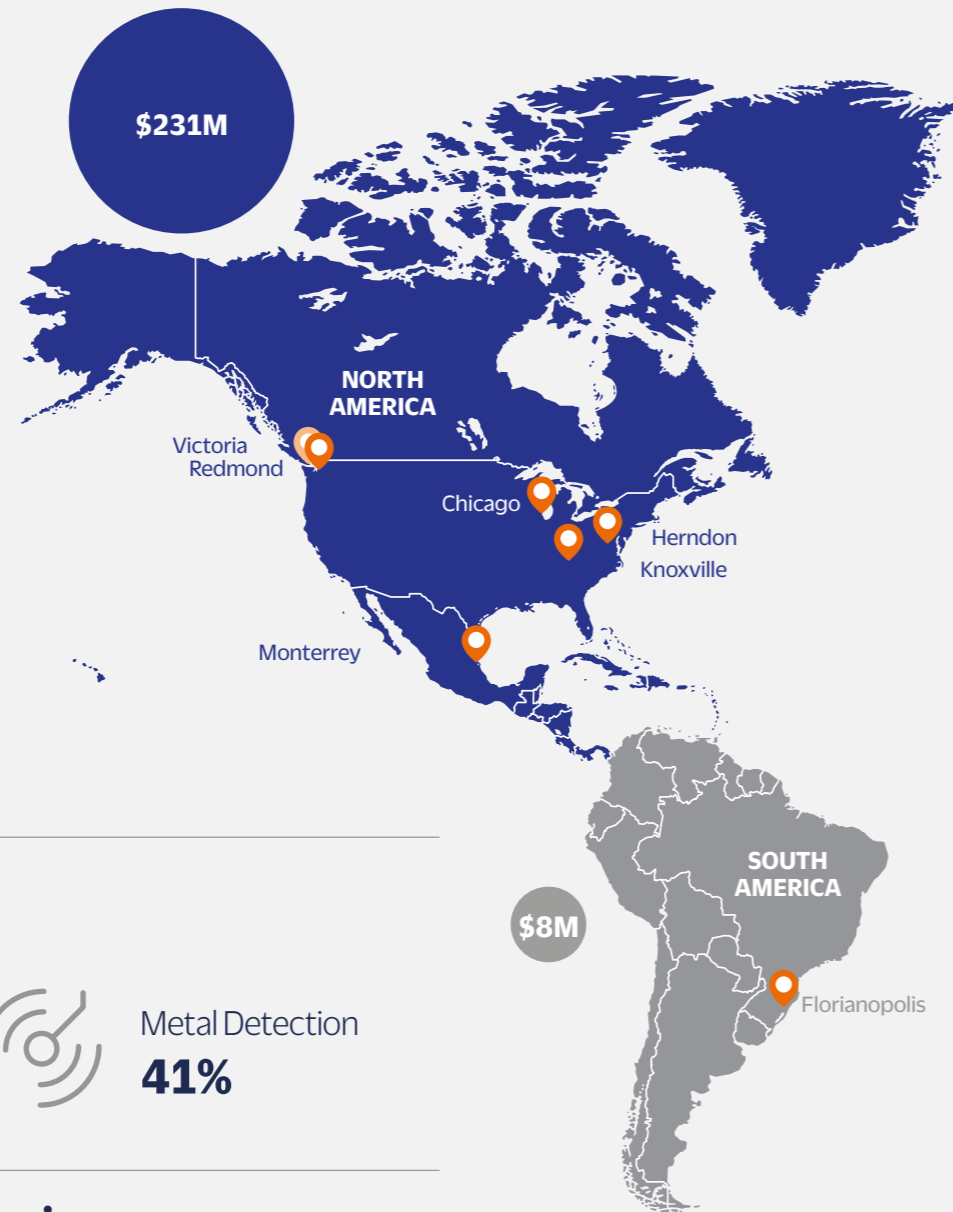 $231M
NORTH
AMERICA
Victoria
Redmond
Chicago
Herndon
Knoxville
Monterrey
SOUTH
AMERICA
$8M
Florianopolis
Metal Detection
41%